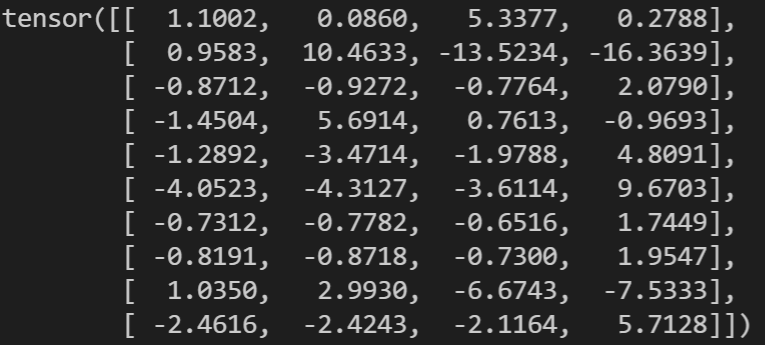 tensor([[  1.1002,   0.0860,   5.3377,   0.2788],
        [  0.9583,  10.4633, -13.5234, -16.3639],
        [ -0.8712,  -0.9272,  -0.7764,   2.0790],
        [ -1.4504,   5.6914,   0.7613,  -0.9693],
        [ -1.2892,  -3.4714,  -1.9788,   4.8091],
        [ -4.0523,  -4.3127,  -3.6114,   9.6703],
        [ -0.7312,  -0.7782,  -0.6516,   1.7449],
        [ -0.8191,  -0.8718,  -0.7300,   1.9547],
        [  1.0350,   2.9930,  -6.6743,  -7.5333],
        [ -2.4616,  -2.4243,  -2.1164,   5.7128]])